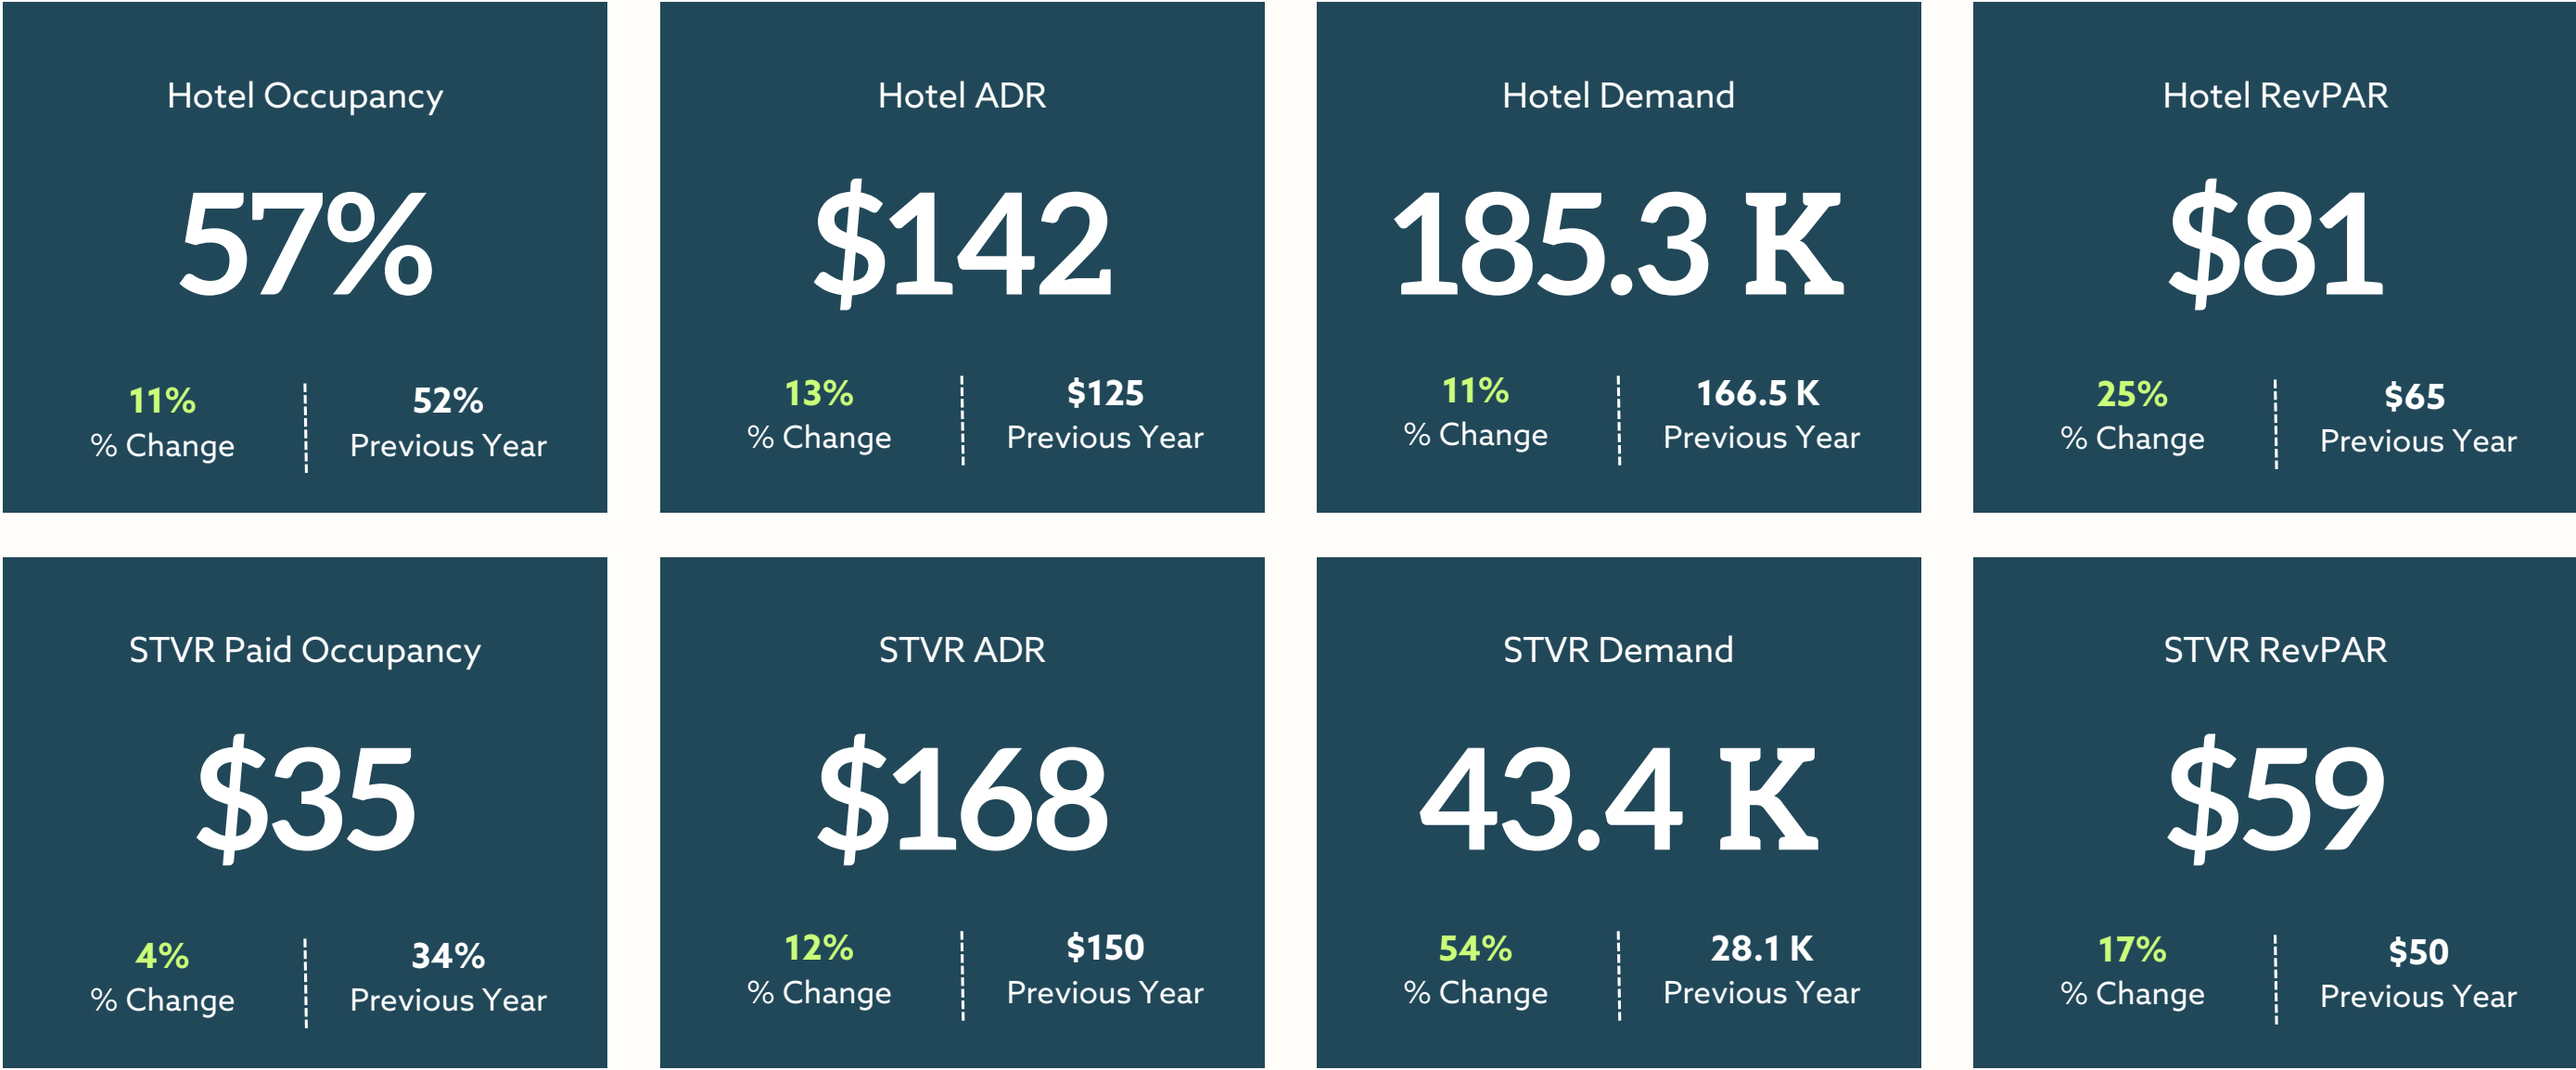 Hotel Occupancy
57%
11%
% Change
52%
Previous Year
Hotel ADR
$142
13%
% Change
$125
Previous Year
Hotel Demand
185.3 K
11%
% Change
166.5 K
Previous Year
Hotel RevPAR
$81
25%
% Change
$65
Previous Year
STVR Paid Occupancy
$35
4%
% Change
34%
Previous Year
STVR ADR
$168
12%
% Change
$150
Previous Year
STVR Demand
43.4 K
54%
% Change
28.1 K
Previous Year
STVR RevPAR
$59
17%
% Change
$50
Previous Year